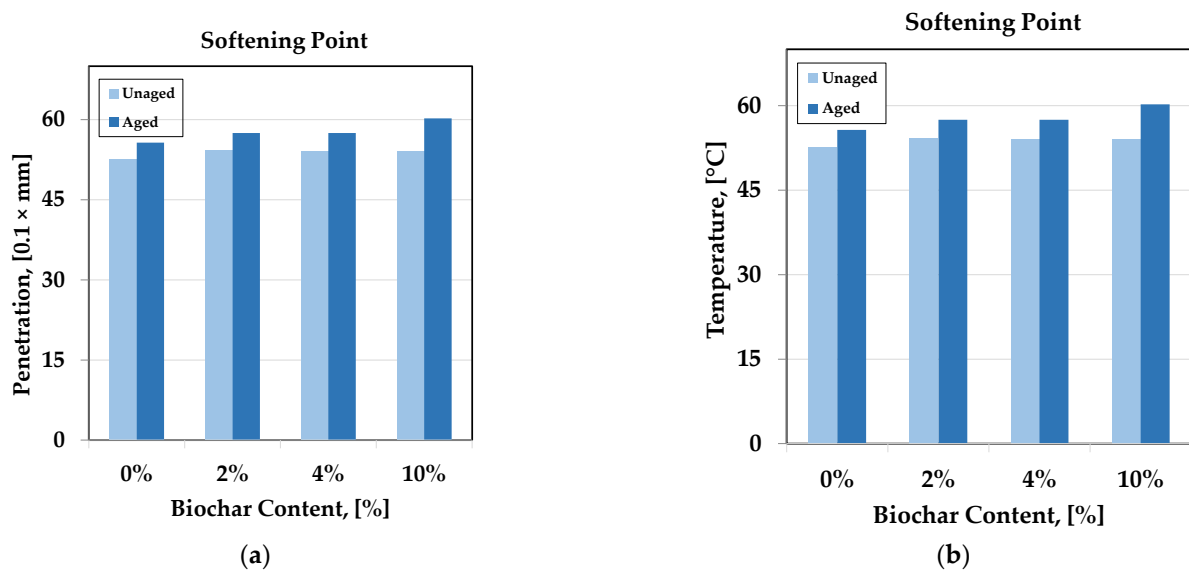 Softening Point
Unaged
Aged
60
45
30
15
0
Penetration, [0.1 × mm]
0% 2% 4% 10%
Biochar Content, [%]
(a)
Softening Point
Unaged
Aged
60
45
30
15
0
Temperature, [°C]
0% 2% 4% 10%
Biochar Content, [%]
(b)